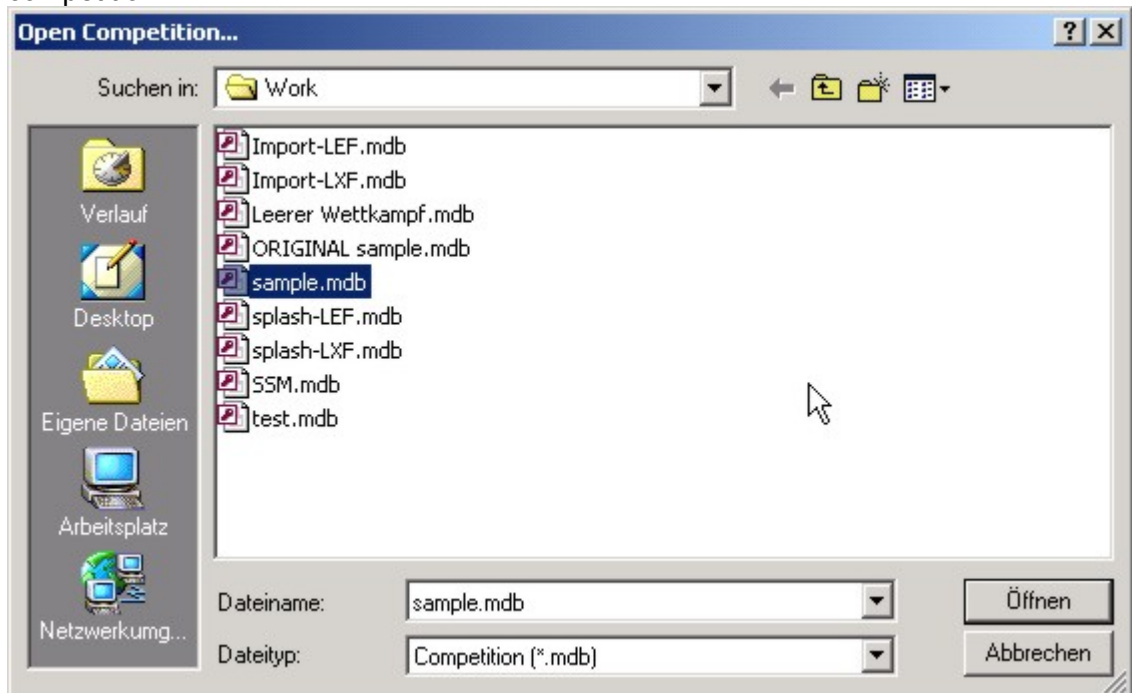 Open Competition...
Suchen in: Work
Import-LEF.mdb
Import-LXF.mdb
Leerer Wettkampf.mdb
ORIGINAL sample.mdb
sample.mdb
splash-LEF.mdb
splash-LXF.mdb
SSM.mdb
test.mdb
Verlauf
Desktop
Eigene Dateien
Arbeitsplatz
Netzwerkumg...
Dateiname: sample.mdb Öffnen
Dateityp: Competition (*.mdb) Abbrechen